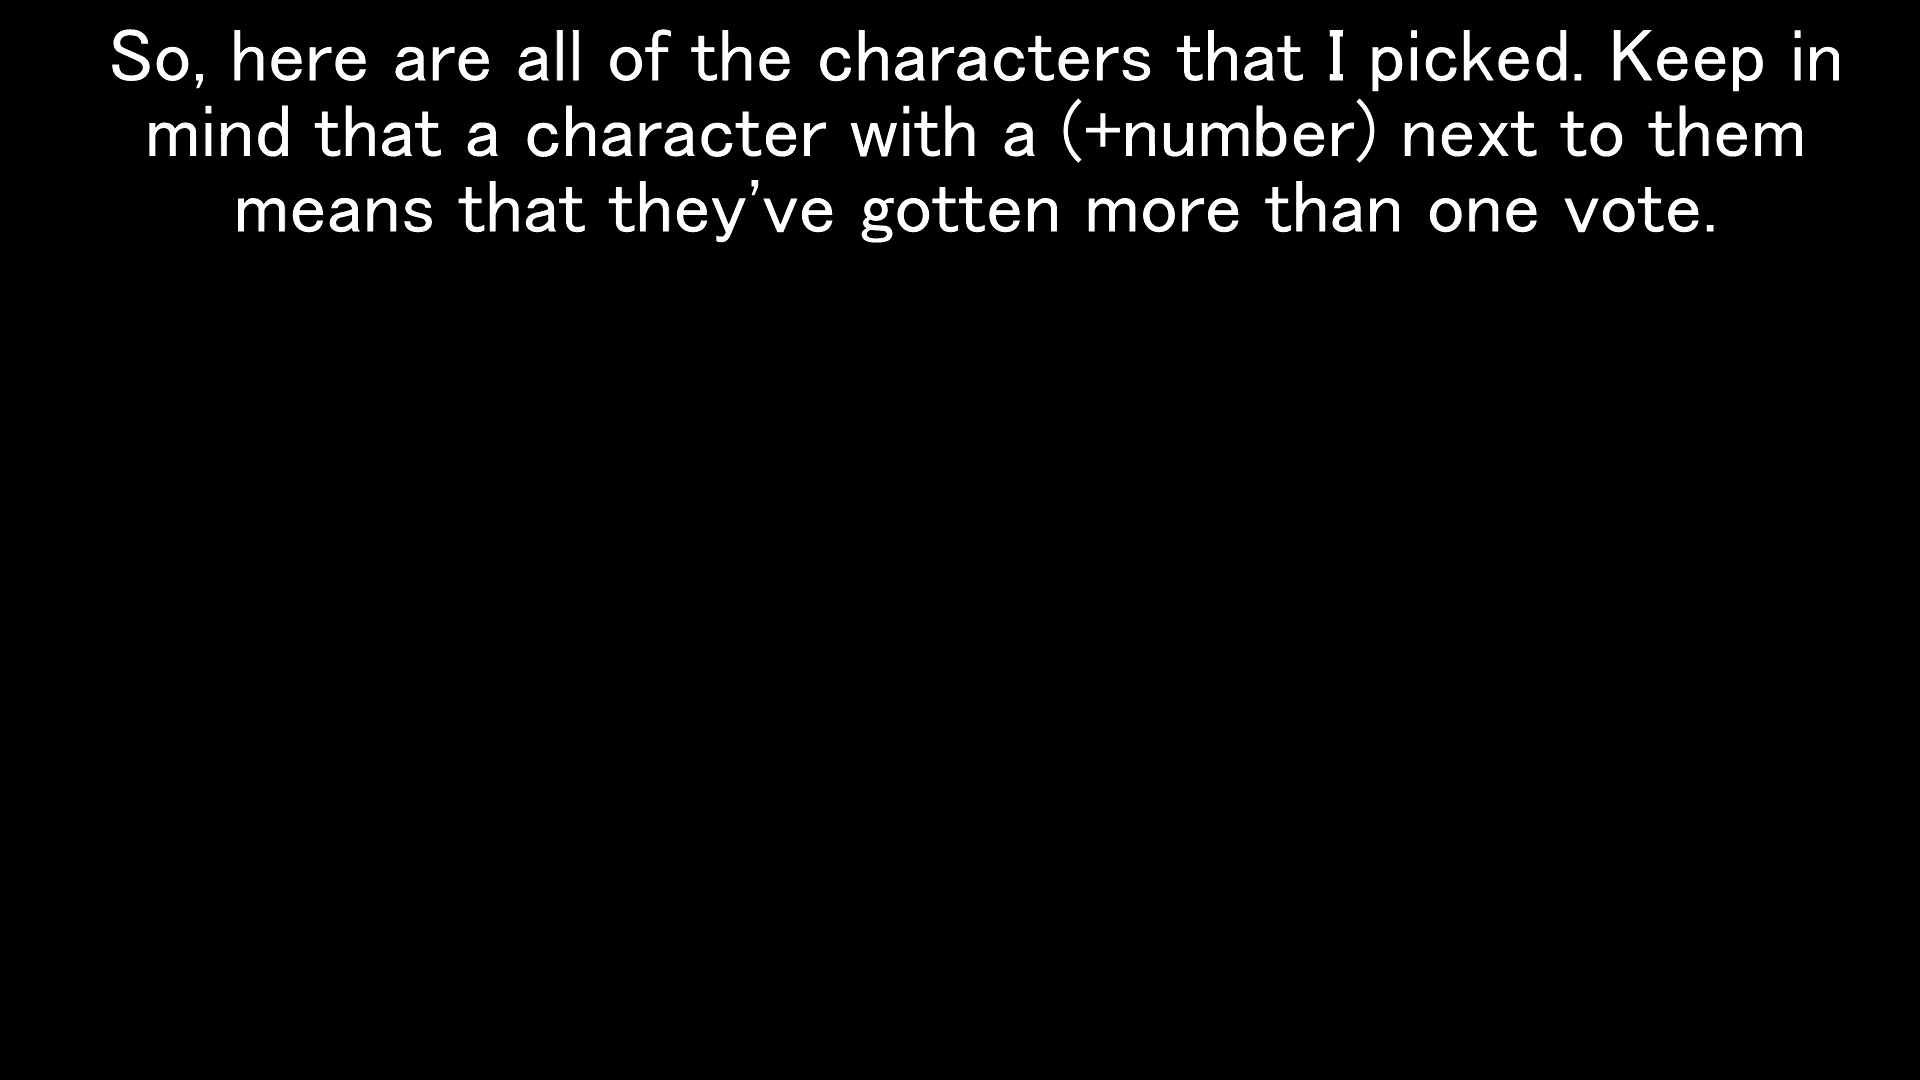 So, here are all of the characters that I picked. Keep in
mind that a character with a (+number) next to them
means that they've gotten more than one vote.